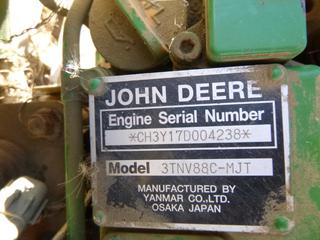 JOHN DEERE
Engine Serial Number
*CH3Y17D004238*
Model 3TNV88C-MJT
MANUFACTURED BY
YANMAR CO.,LTD.
OSAKA JAPAN